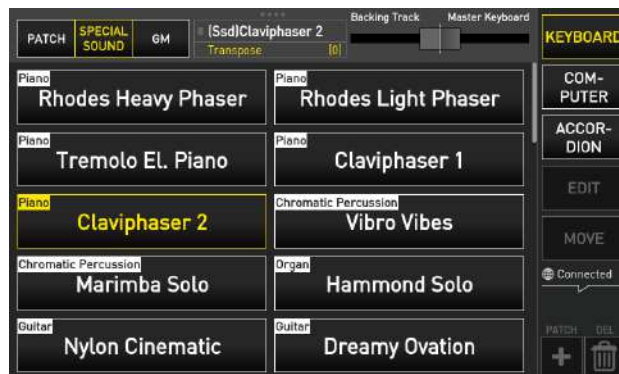 PATCH
SPECIAL
SOUND
GM
(Ssd)Claviphaser 2
Transpose [0]
Backing Track
Master Keyboard
KEYBOARD
Piano
Rhodes Heavy Phaser
Piano
Rhodes Light Phaser
COM-
PUTER
Piano
Tremolo El. Piano
Piano
Claviphaser 1
ACCOR-
DION
Piano
Claviphaser 2
Chromatic Percussion
Vibro Vibes
EDIT
MOVE
Chromatic Percussion
Marimba Solo
Organ
Hammond Solo
Connected
Guitar
Nylon Cinematic
Guitar
Dreamy Ovation
PATCH
DEL
+